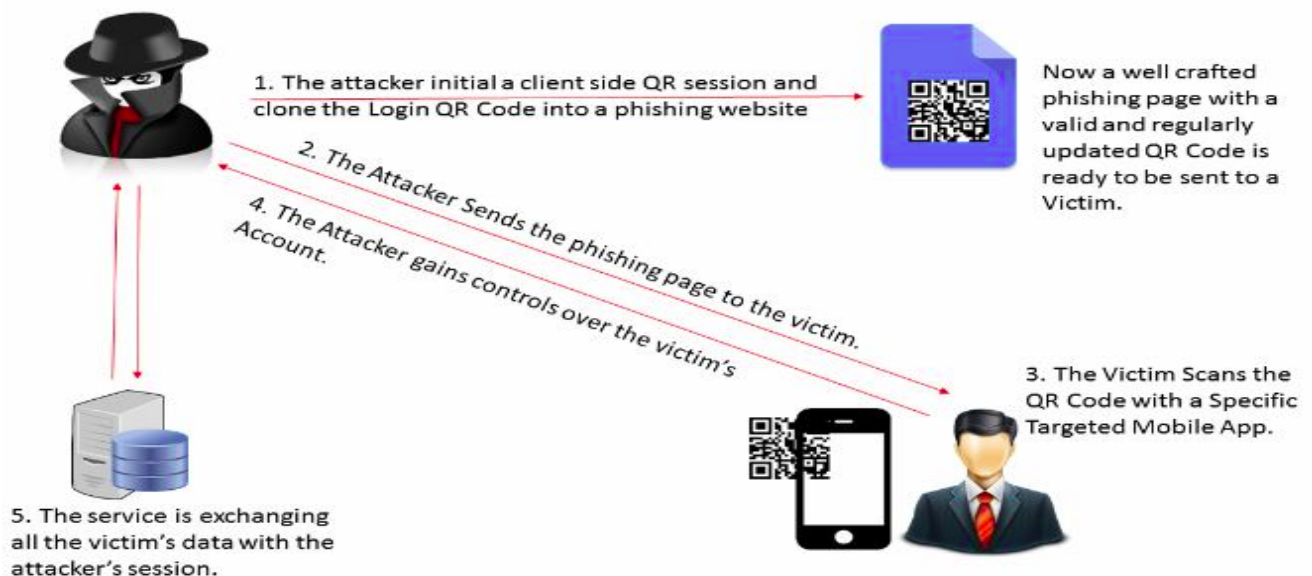 1. The attacker initial a client side QR session and
clone the Login QR Code into a phishing website
Now a well crafted
phishing page with a
valid and regularly
updated QR Code is
ready to be sent to a
Victim.
2. The Attacker Sends the phishing page to the victim.
4. The Attacker gains controls over the victim's
Account.
3. The Victim Scans the
QR Code with a Specific
Targeted Mobile App.
5. The service is exchanging
all the victim's data with the
attacker's session.